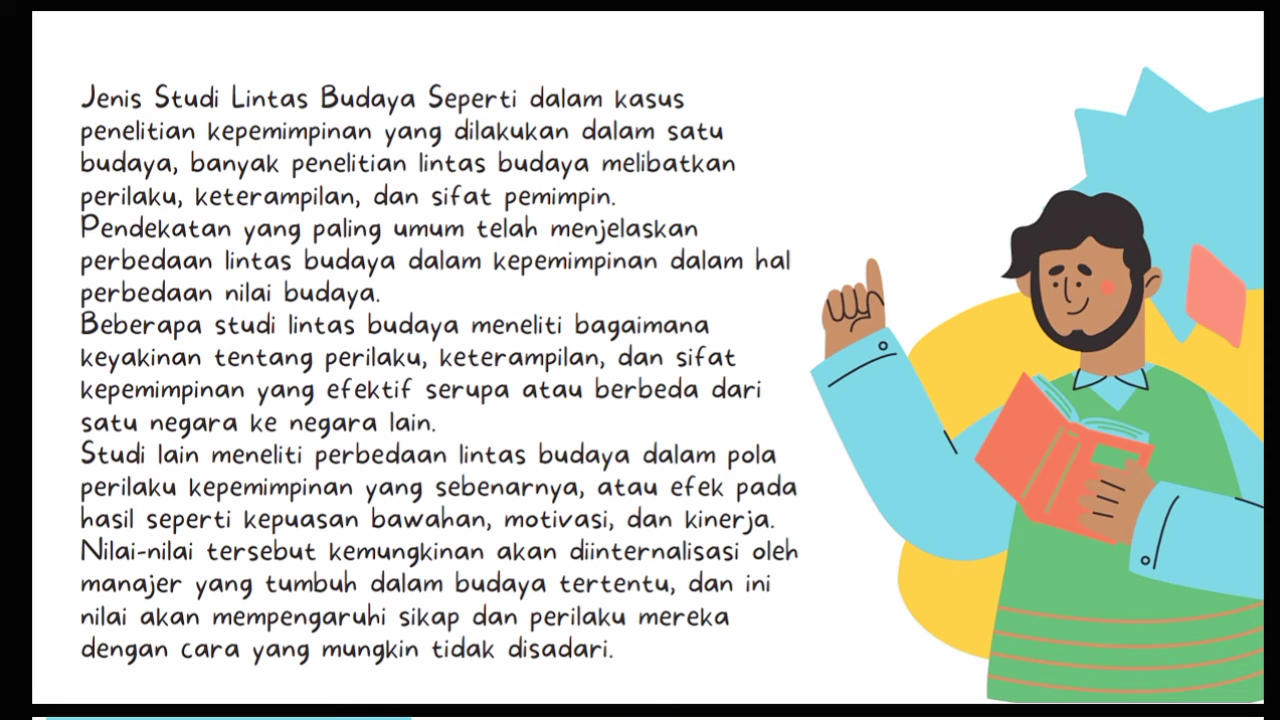 Jenis Studi Lintas Budaya Seperti dalam kasus
penelitian kepemimpinan yang dilakukan dalam satu
budaya, banyak penelitian lintas budaya melibatkan
perilaku, keterampilan, dan sifat pemimpin.
Pendekatan yang paling umum telah menjelaskan
perbedaan lintas budaya dalam kepemimpinan dalam hal
perbedaan nilai budaya.
Beberapa studi lintas budaya meneliti bagaimana
keyakinan tentang perilaku, keterampilan, dan sifat
kepemimpinan yang efektif serupa atau berbeda dari
satu negara ke negara lain.
Studi lain meneliti perbedaan lintas budaya dalam pola
perilaku kepemimpinan yang sebenarnya, atau efek pada
hasil seperti kepuasan bawahan, motivasi, dan kinerja.
Nilai-nilai tersebut kemungkinan akan diinternalisasi oleh
manajer yang tumbuh dalam budaya tertentu, dan ini
nilai akan mempengaruhi sikap dan perilaku mereka
dengan cara yang mungkin tidak disadari.